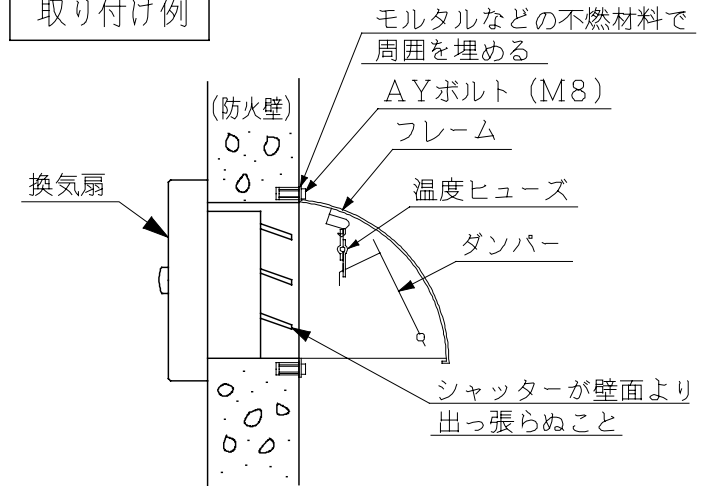 取り付け例
モルタルなどの不燃材料で
周囲を埋める
AYボルト（M8）
(防火壁)
フレーム
換気扇
温度ヒューズ
ダンパー
シャッターが壁面より
出っ張らぬこと